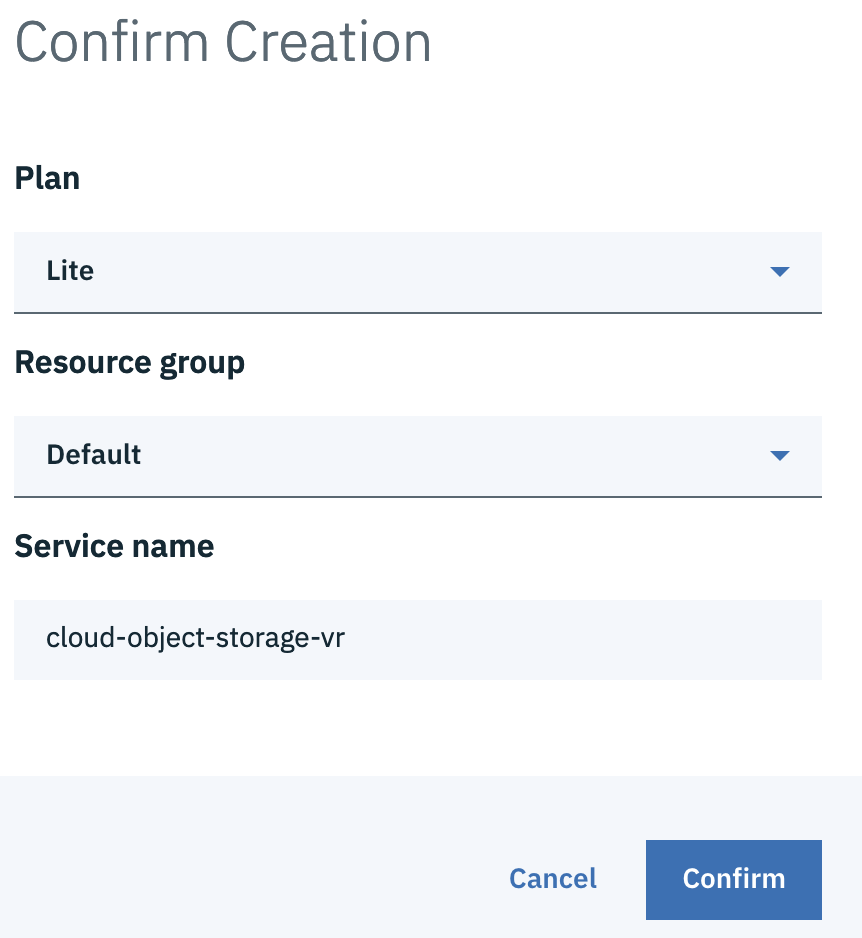 Confirm Creation
Plan
Lite
Resource group
Default
Service name
cloud-object-storage-vr
Cancel
Confirm